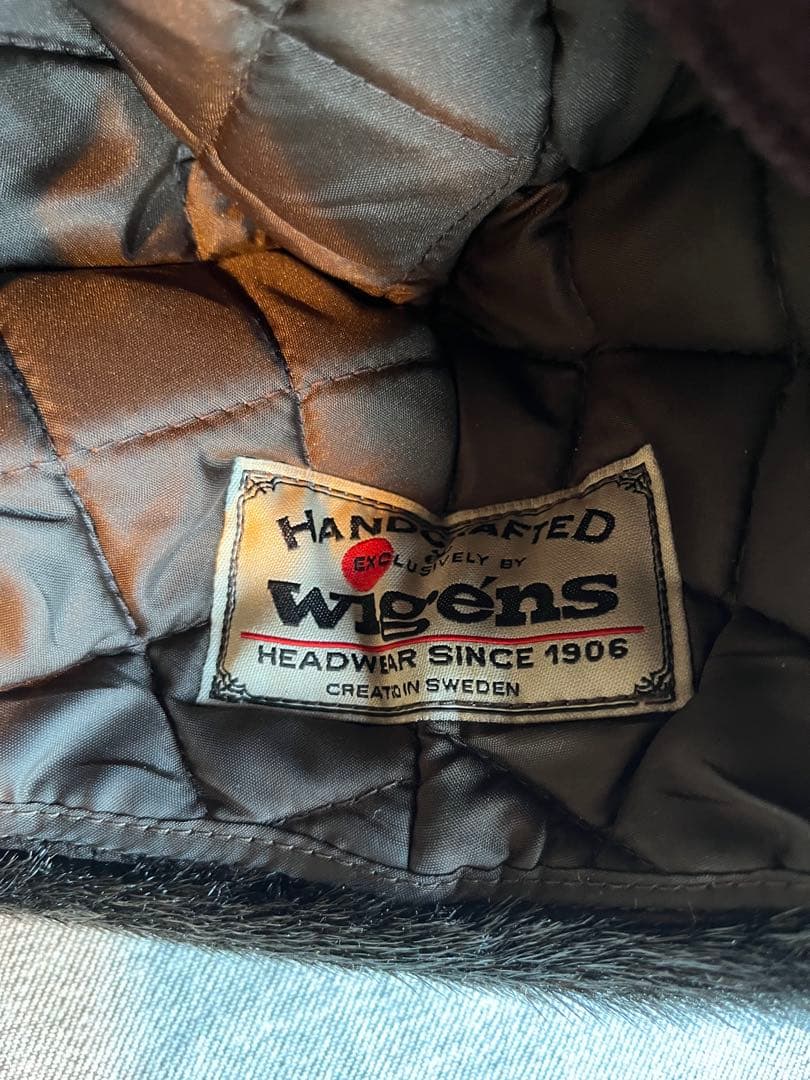 HANDCRAFTED
EXCLUSIVELY BY
wigéns
HEADWEAR SINCE 1906
CREATED IN SWEDEN